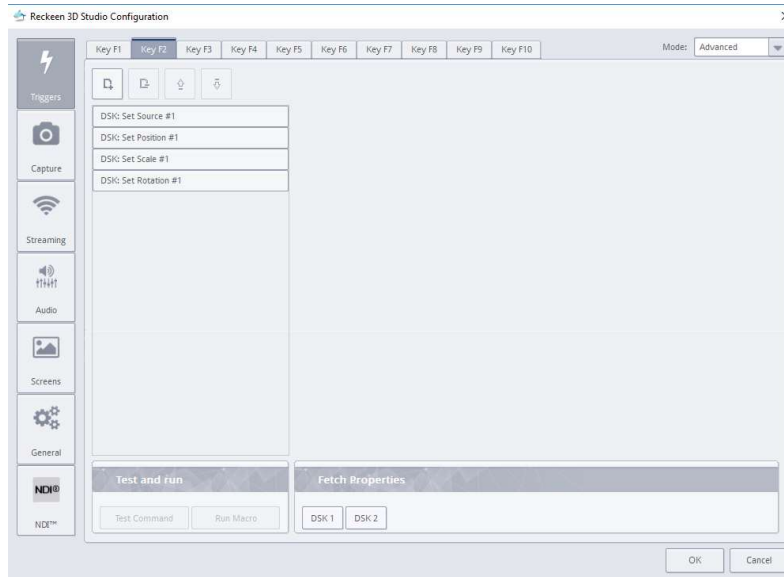 Reckeen 3D Studio Configuration
Key F1 Key F2 Key F3 Key F4 Key F5 Key F6 Key F7 Key F8 Key F9 Key F10 Mode: Advanced
Triggers
Capture
Streaming
Audio
Screens
General
NDI®
NDI™
DSK: Set Source #1
DSK: Set Position #1
DSK: Set Scale #1
DSK: Set Rotation #1
Test and run
Test Command Run Macro
Fetch Properties
DSK 1 DSK 2
OK Cancel